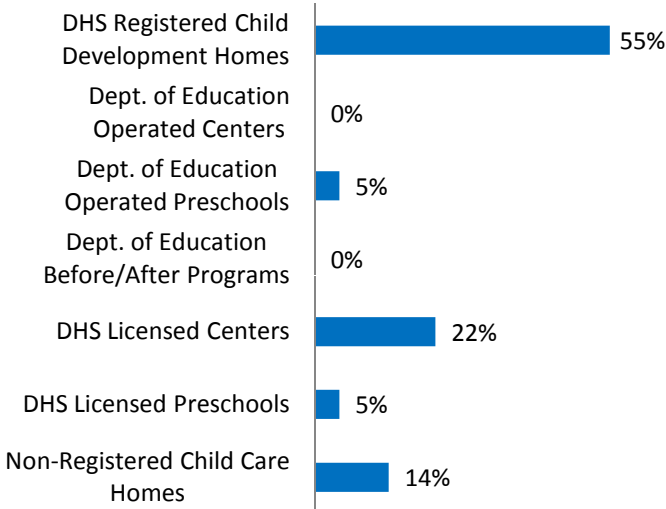 DHS Registered Child
Development Homes
55%
Dept. of Education
Operated Centers
0%
Dept. of Education
Operated Preschools
5%
Dept. of Education
Before/After Programs
0%
DHS Licensed Centers
22%
DHS Licensed Preschools
5%
Non-Registered Child Care
Homes
14%